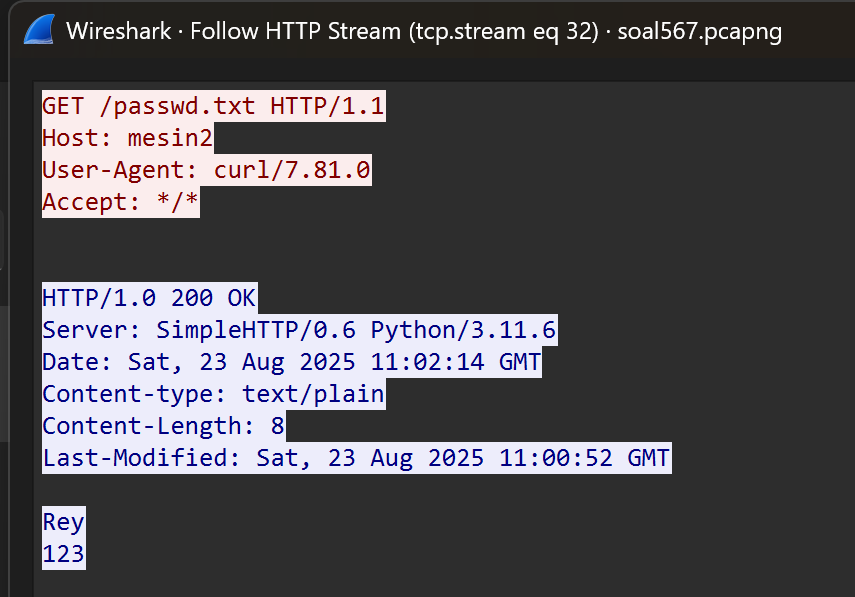 Wireshark · Follow HTTP Stream (tcp.stream eq 32) · soal567.pcapng
GET /passwd.txt HTTP/1.1
Host: mesin2
User-Agent: curl/7.81.0
Accept: */*
HTTP/1.0 200 OK
Server: SimpleHTTP/0.6 Python/3.11.6
Date: Sat, 23 Aug 2025 11:02:14 GMT
Content-type: text/plain
Content-Length: 8
Last-Modified: Sat, 23 Aug 2025 11:00:52 GMT
Rey
123